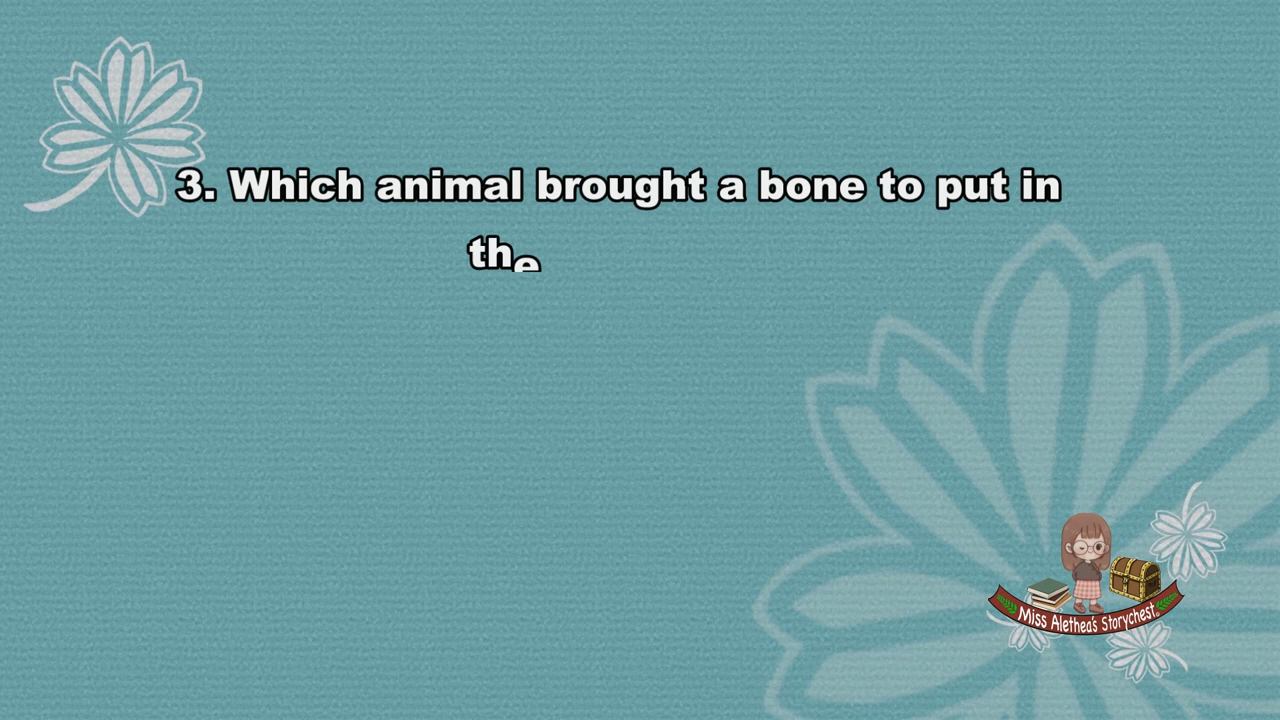 3. Which animal brought a bone to put in
the
Miss Alethea's Storychest